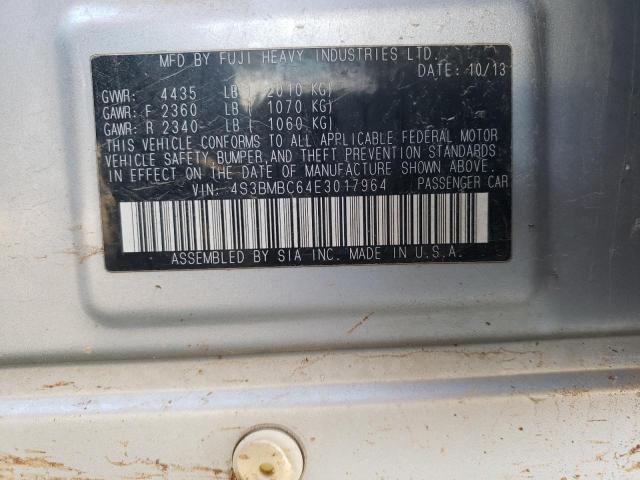 MFD BY FUJI HEAVY INDUSTRIES LTD.
DATE: 10/13
GVWR: 4435 LB ( 2010 KG)
GAWR: F 2360 LB ( 1070 KG)
GAWR: R 2340 LB ( 1060 KG)
THIS VEHICLE CONFORMS TO ALL APPLICABLE FEDERAL MOTOR
VEHICLE SAFETY, BUMPER, AND THEFT PREVENTION STANDARDS
IN EFFECT ON THE DATE OF MANUFACTURE SHOWN ABOVE.
VIN: 4S3BMBC64E3017964 PASSENGER CAR
ASSEMBLED BY SIA INC. MADE IN U.S.A.